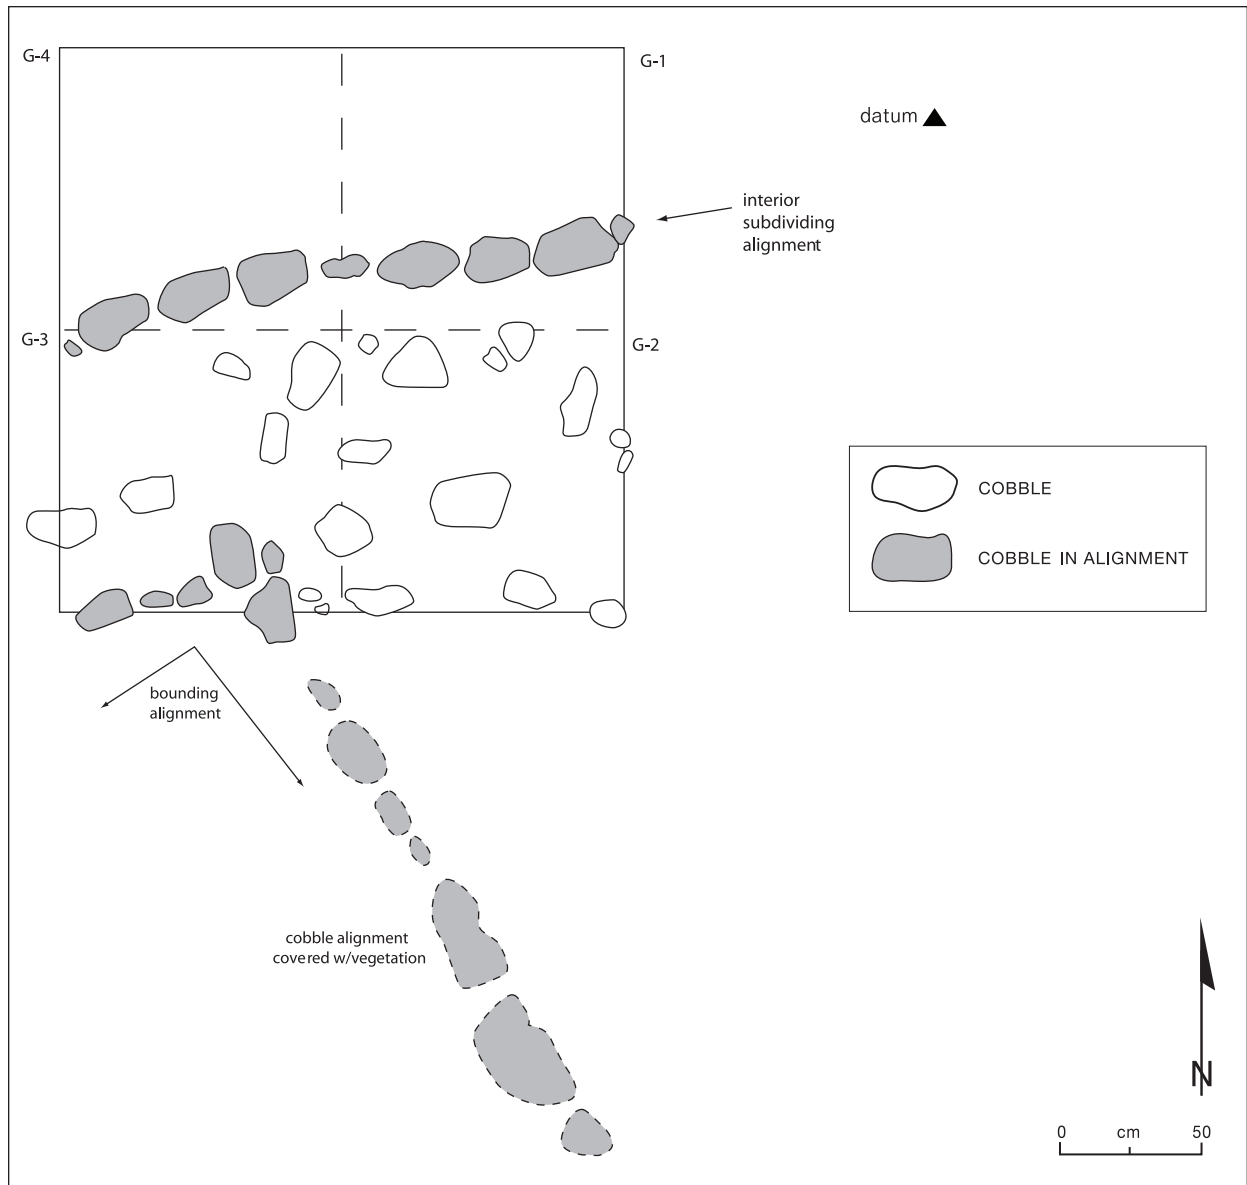 G-4
G-1
datum
interior
subdividing
alignment
G-3
G-2
COBBLE
COBBLE IN ALIGNMENT
bounding
alignment
cobble alignment
covered w/vegetation
N
0 cm 50